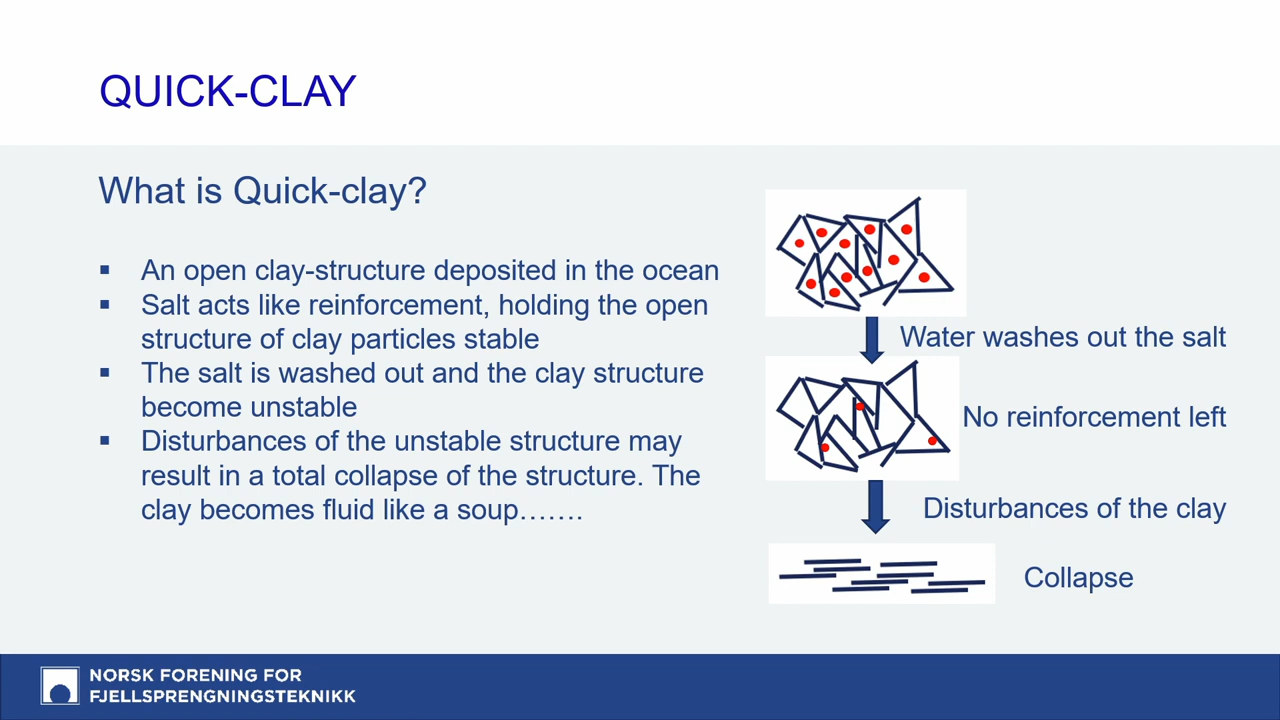 QUICK-CLAY
What is Quick-clay?
▪ An open clay-structure deposited in the ocean
▪ Salt acts like reinforcement, holding the open
structure of clay particles stable
▪ The salt is washed out and the clay structure
become unstable
▪ Disturbances of the unstable structure may
result in a total collapse of the structure. The
clay becomes fluid like a soup…….
Water washes out the salt
No reinforcement left
Disturbances of the clay
Collapse
NORSK FORENING FOR
FJELLSPRENGNINGSTEKNIKK